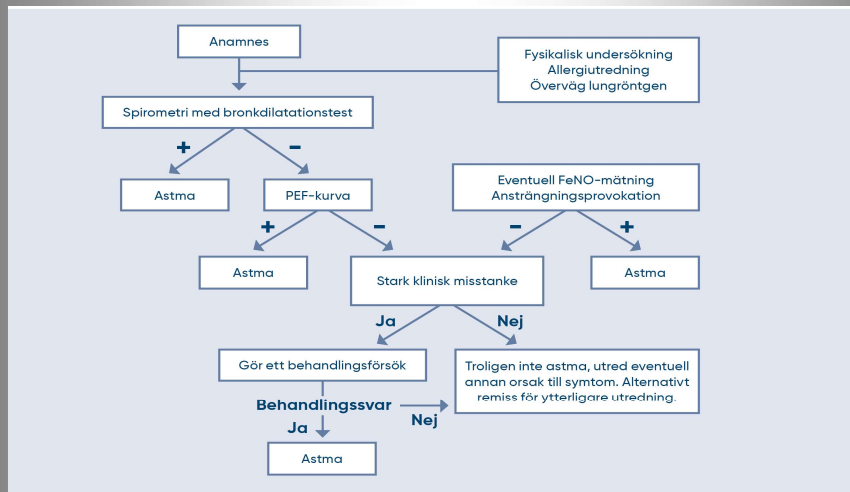 Anamnes
Fysikalisk undersökning
Allergiutredning
Överväg lungröntgen
Spirometri med bronkdilatationstest
+
−
Astma
PEF-kurva
Eventuell FeNO-mätning
Ansträngningsprovokation
+
−
−
+
Astma
Stark klinisk misstanke
Astma
Ja
Nej
Gör ett behandlingsförsök
Troligen inte astma, utred eventuell
annan orsak till symtom. Alternativt
remiss för ytterligare utredning.
Behandlingssvar
Nej
Ja
Astma